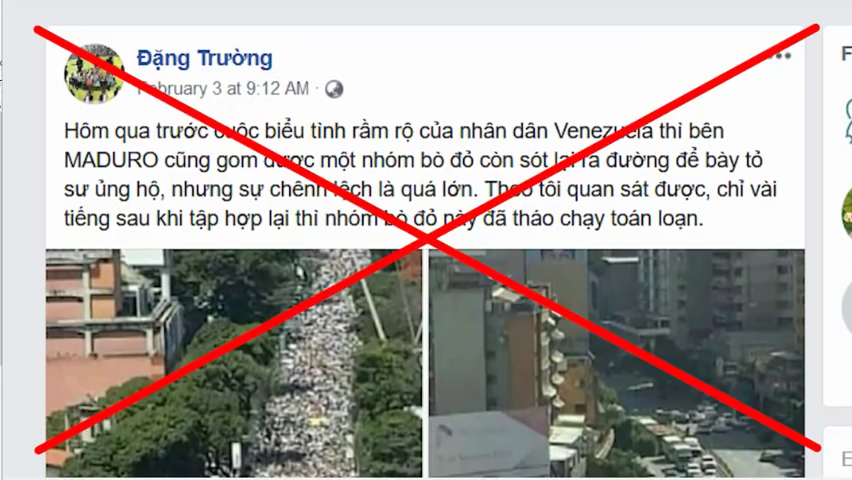 Đặng Trường
February 3 at 9:12 AM ·
Hôm qua trước cuộc biểu tình rầm rộ của nhân dân Venezuela thì bên
MADURO cũng gom được một nhóm bò đỏ còn sót lại ra đường để bày tỏ
sư ủng hộ, nhưng sự chênh lệch là quá lớn. Theo tôi quan sát được, chỉ vài
tiếng sau khi tập hợp lại thì nhóm bò đỏ này đã tháo chạy toán loạn.
F
E